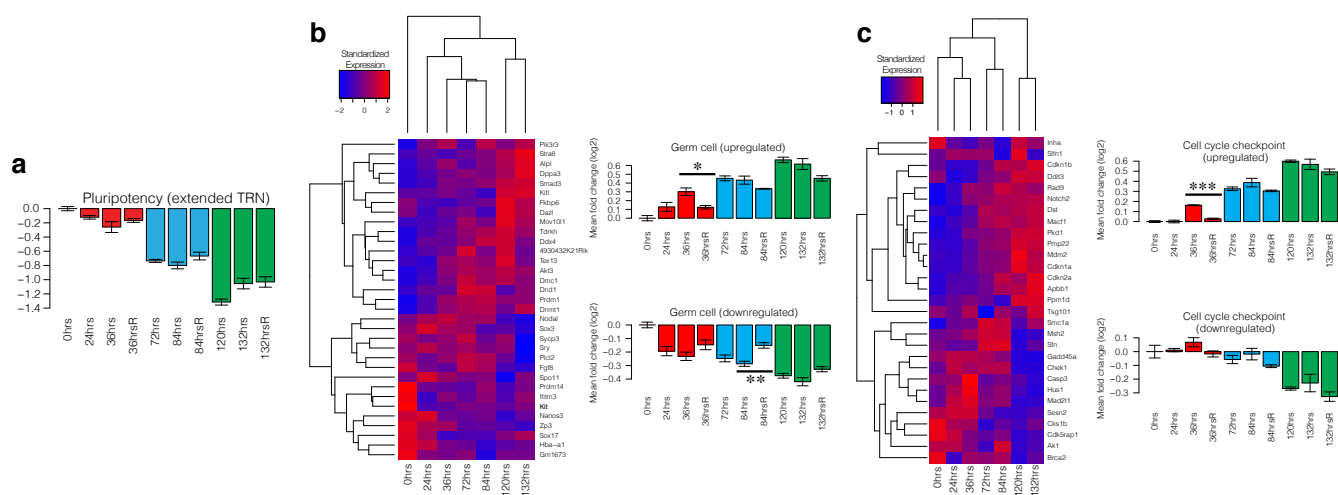 a
Pluripotency (extended TRN)
0.0
−0.2
−0.4
−0.6
−0.8
−1.0
−1.2
−1.4
0hrs
24hrs
36hrs
36hrsR
72hrs
84hrs
84hrsR
120hrs
132hrs
132hrsR
b
Standardized
Expression
−2 0 2
Pik3r3
Stra8
Alpl
Dppa3
Smad3
Kitl
Fkbp6
Dazl
Mov10l1
Tdrkh
Ddx4
4930432K21Rik
Tex13
Akt3
Dmc1
Dnd1
Prdm1
Dnmt1
Nodal
Sox3
Sycp3
Sry
Plcl2
Fgf8
Spo11
Prdm14
Ifitm3
Kit
Nanos3
Zp3
Sox17
Hba−a1
Gm1673
0hrs
24hrs
36hrs
72hrs
84hrs
120hrs
132hrs
Germ cell (upregulated)
Mean fold change (log2)
0.6
0.5
0.4
0.3
0.2
0.1
0.0
*
0hrs
24hrs
36hrs
36hrsR
72hrs
84hrs
84hrsR
120hrs
132hrs
132hrsR
Germ cell (downregulated)
Mean fold change (log2)
0.0
−0.1
−0.2
−0.3
−0.4
**
0hrs
24hrs
36hrs
36hrsR
72hrs
84hrs
84hrsR
120hrs
132hrs
132hrsR
c
Standardized
Expression
−1 0 1
Inha
Slfn1
Cdkn1b
Ddit3
Rad9
Notch2
Dst
Macf1
Pkd1
Pmp22
Mdm2
Cdkn1a
Cdkn2a
Apbb1
Ppm1d
Tsg101
Smc1a
Msh2
Sfn
Gadd45a
Chek1
Casp3
Hus1
Mad2l1
Sesn2
Cks1b
Cdk5rap1
Ak1
Brca2
0hrs
24hrs
36hrs
72hrs
84hrs
120hrs
132hrs
Cell cycle checkpoint
(upregulated)
Mean fold change (log2)
0.6
0.5
0.4
0.3
0.2
0.1
0.0
***
0hrs
24hrs
36hrs
36hrsR
72hrs
84hrs
84hrsR
120hrs
132hrs
132hrsR
Cell cycle checkpoint
(downregulated)
Mean fold change (log2)
0.1
0.0
−0.1
−0.2
−0.3
0hrs
24hrs
36hrs
36hrsR
72hrs
84hrs
84hrsR
120hrs
132hrs
132hrsR